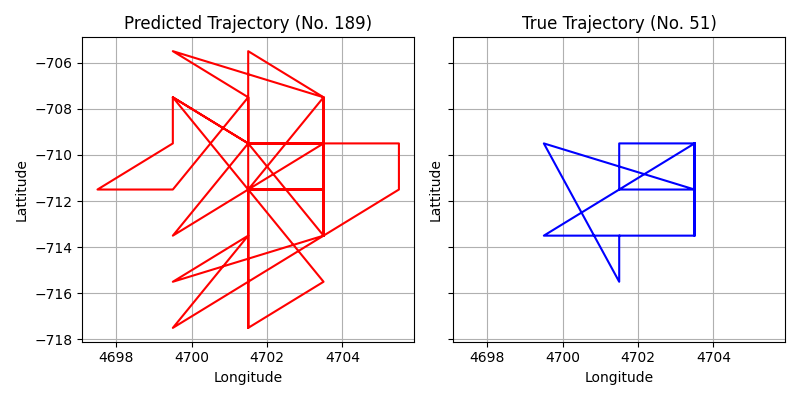 Predicted Trajectory (No. 189)
True Trajectory (No. 51)
−706
−708
−710
−712
−714
−716
−718
Lattitude
Lattitude
4698 4700 4702 4704
4698 4700 4702 4704
Longitude
Longitude